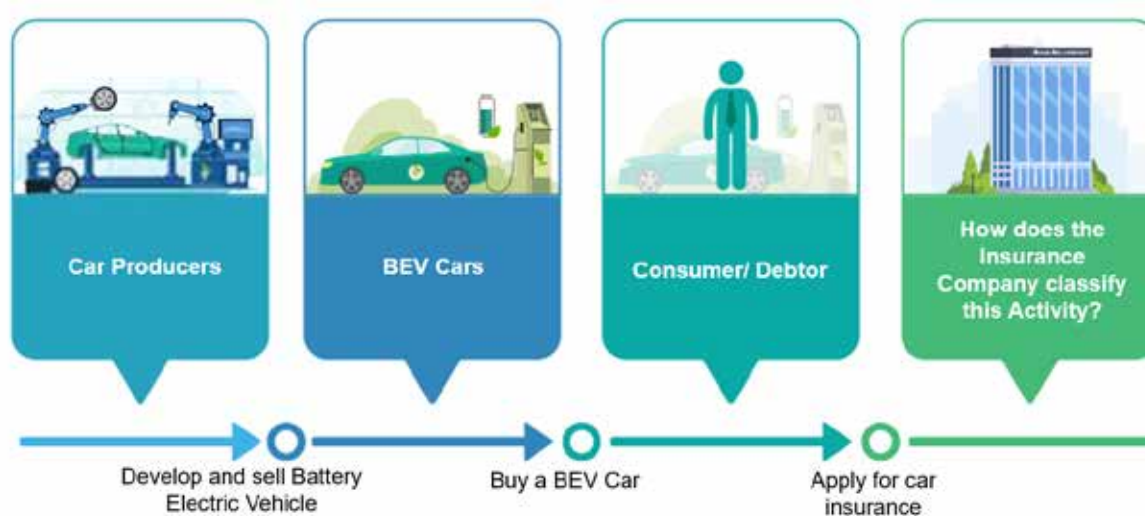 Car Producers
BEV Cars
Consumer/ Debtor
How does the
Insurance
Company classify
this Activity?
Develop and sell Battery
Electric Vehicle
Buy a BEV Car
Apply for car
insurance